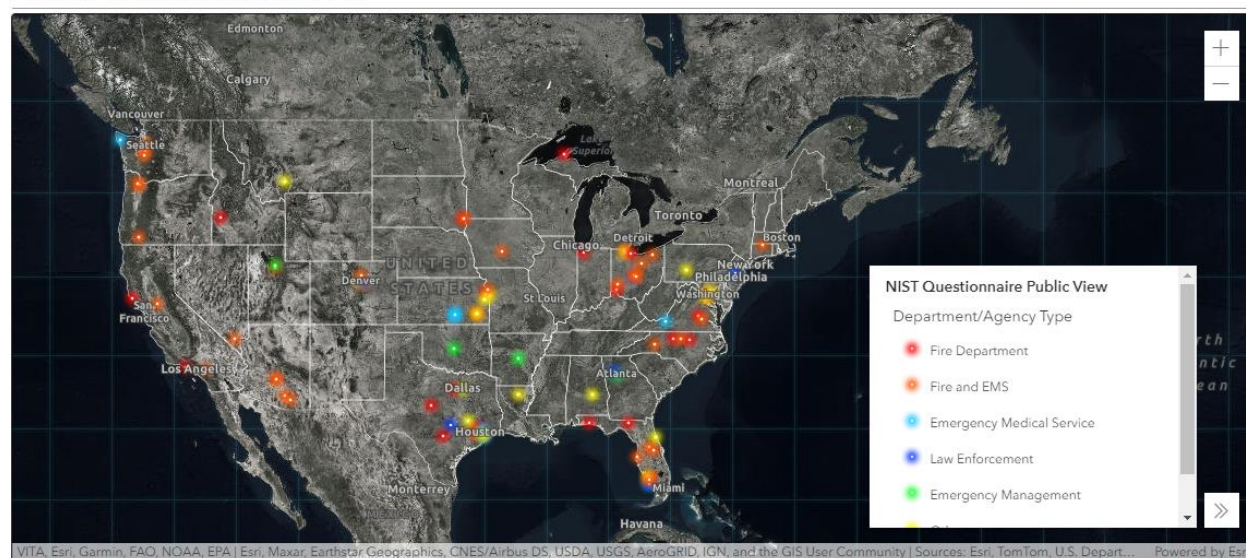 Edmonton
Calgary
Vancouver
Seattle
Lake
Superior
Montreal
Toronto
Chicago
Detroit
Boston
New York
Philadelphia
Washington
UNITED
STATES
Denver
St Louis
San
Francisco
Los Angeles
Atlanta
Dallas
Houston
Monterrey
Miami
Havana
NIST Questionnaire Public View
Department/Agency Type
Fire Department
Fire and EMS
Emergency Medical Service
Law Enforcement
Emergency Management
VITA, Esri, Garmin, FAO, NOAA, EPA | Esri, Maxar, Earthstar Geographics, CNES/Airbus DS, USDA, USGS, AeroGRID, IGN, and the GIS User Community | Sources: Esri, TomTom, U.S. Depart... Powered by Es